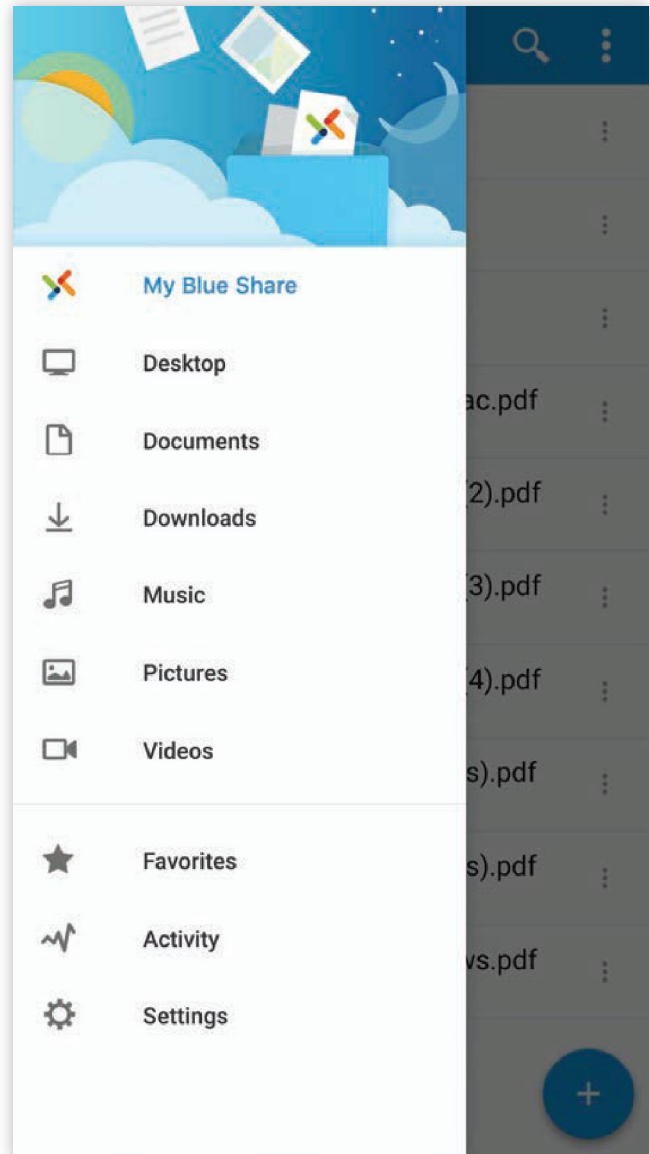 My Blue Share
Desktop
Documents
ac.pdf
Downloads
(2).pdf
Music
(3).pdf
Pictures
(4).pdf
Videos
s).pdf
Favorites
s).pdf
Activity
ws.pdf
Settings
+